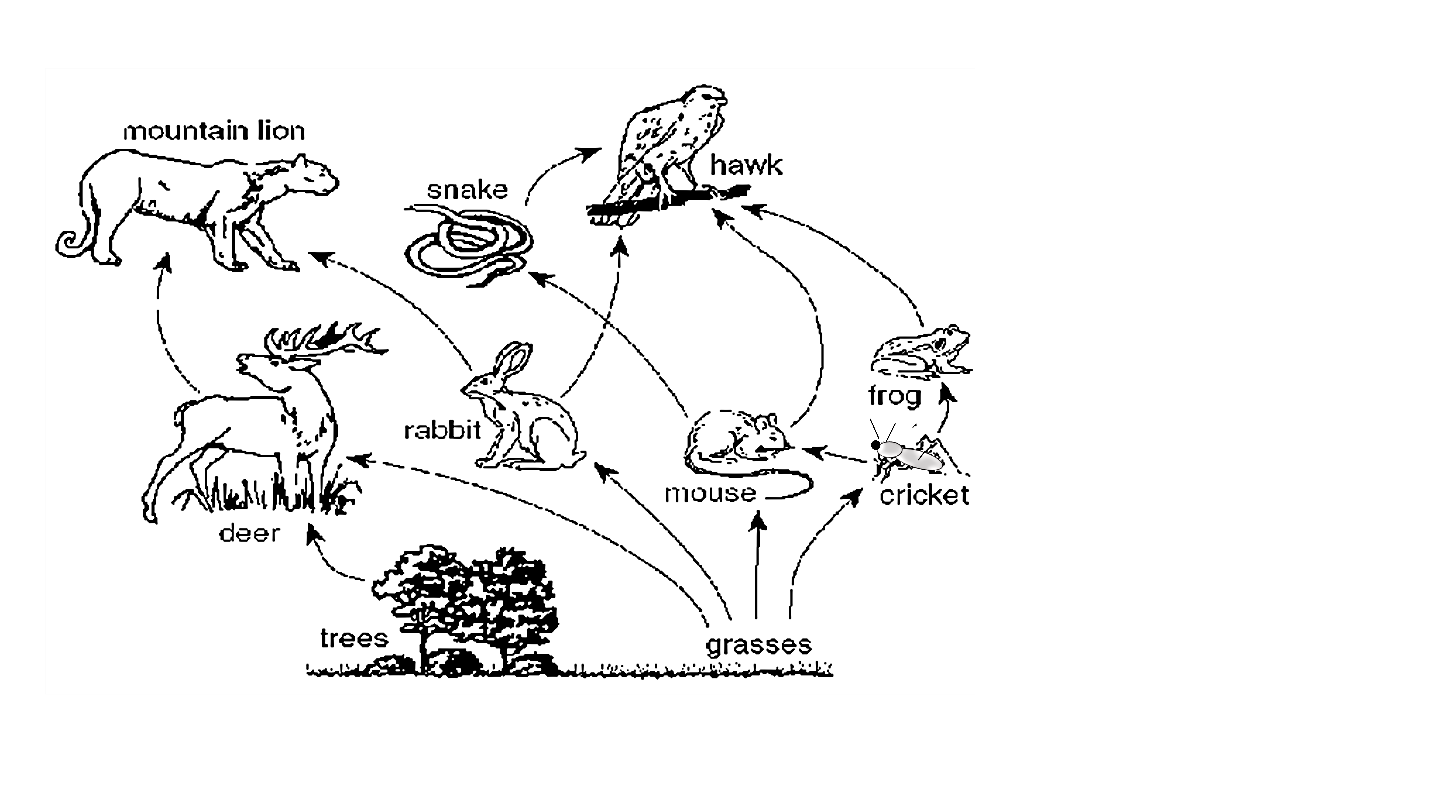 mountain lion
hawk
snake
frog
rabbit
mouse
cricket
deer
trees
grasses